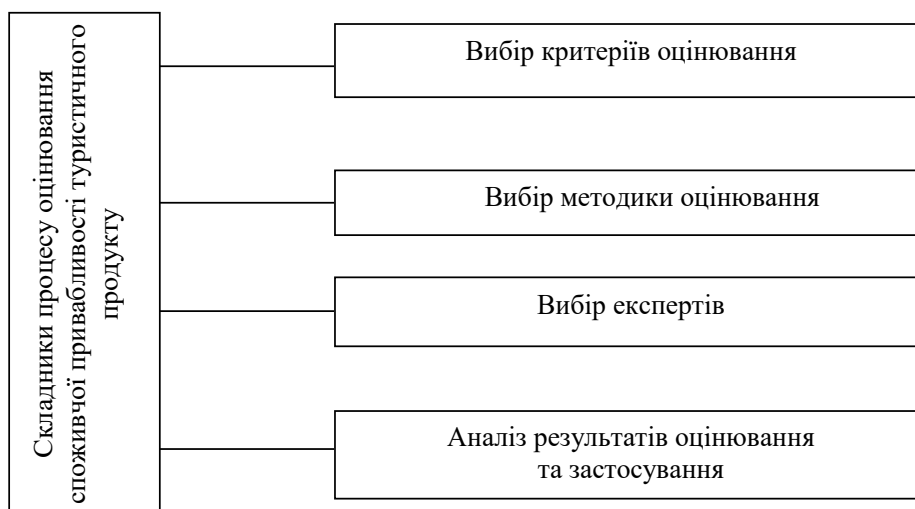 Складники процесу оцінювання
споживчої привабливості туристичного
продукту
Вибір критеріїв оцінювання
Вибір методики оцінювання
Вибір експертів
Аналіз результатів оцінювання
та застосування